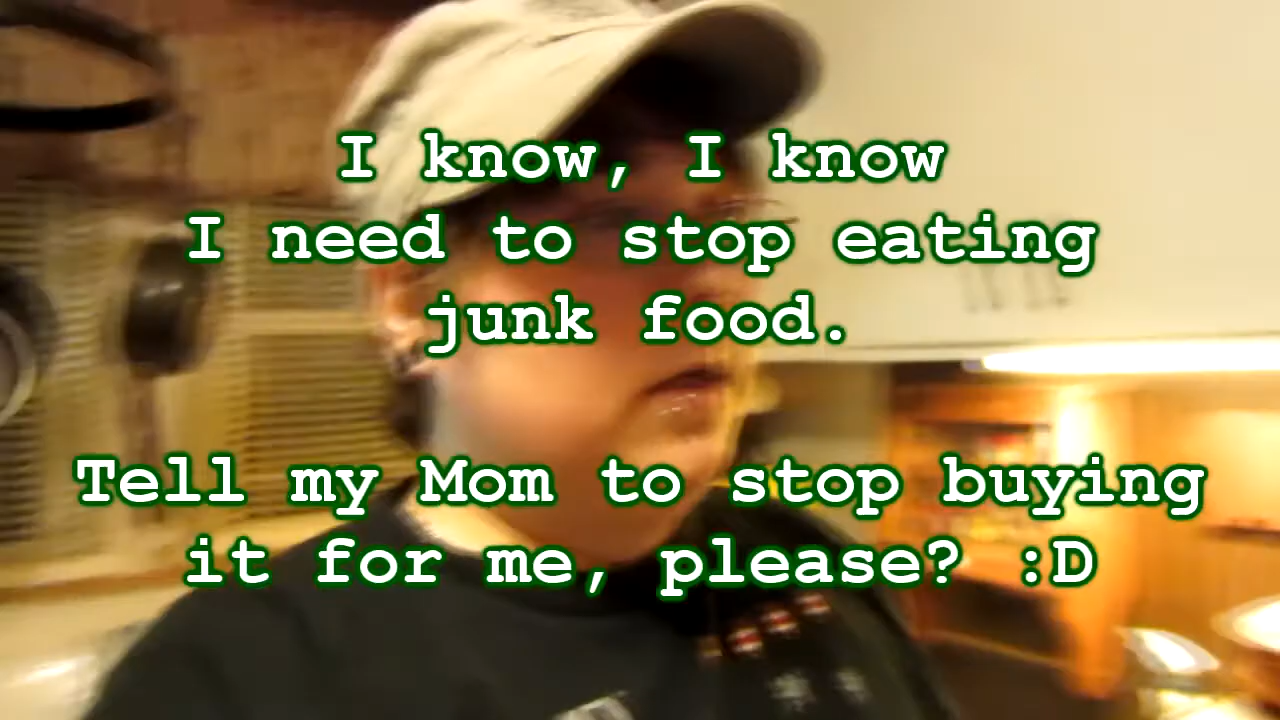 I know, I know
I need to stop eating
junk food.
Tell my Mom to stop buying
it for me, please? :D